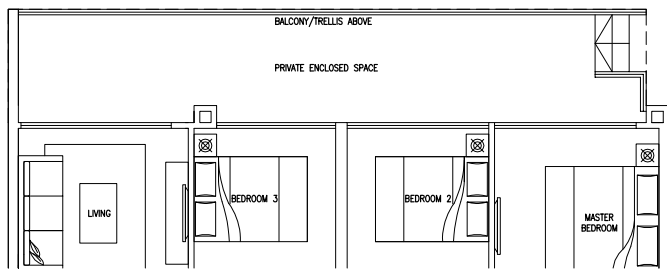 BALCONY/TRELLIS ABOVE
PRIVATE ENCLOSED SPACE
LIVING
BEDROOM 3
BEDROOM 2
MASTER
BEDROOM